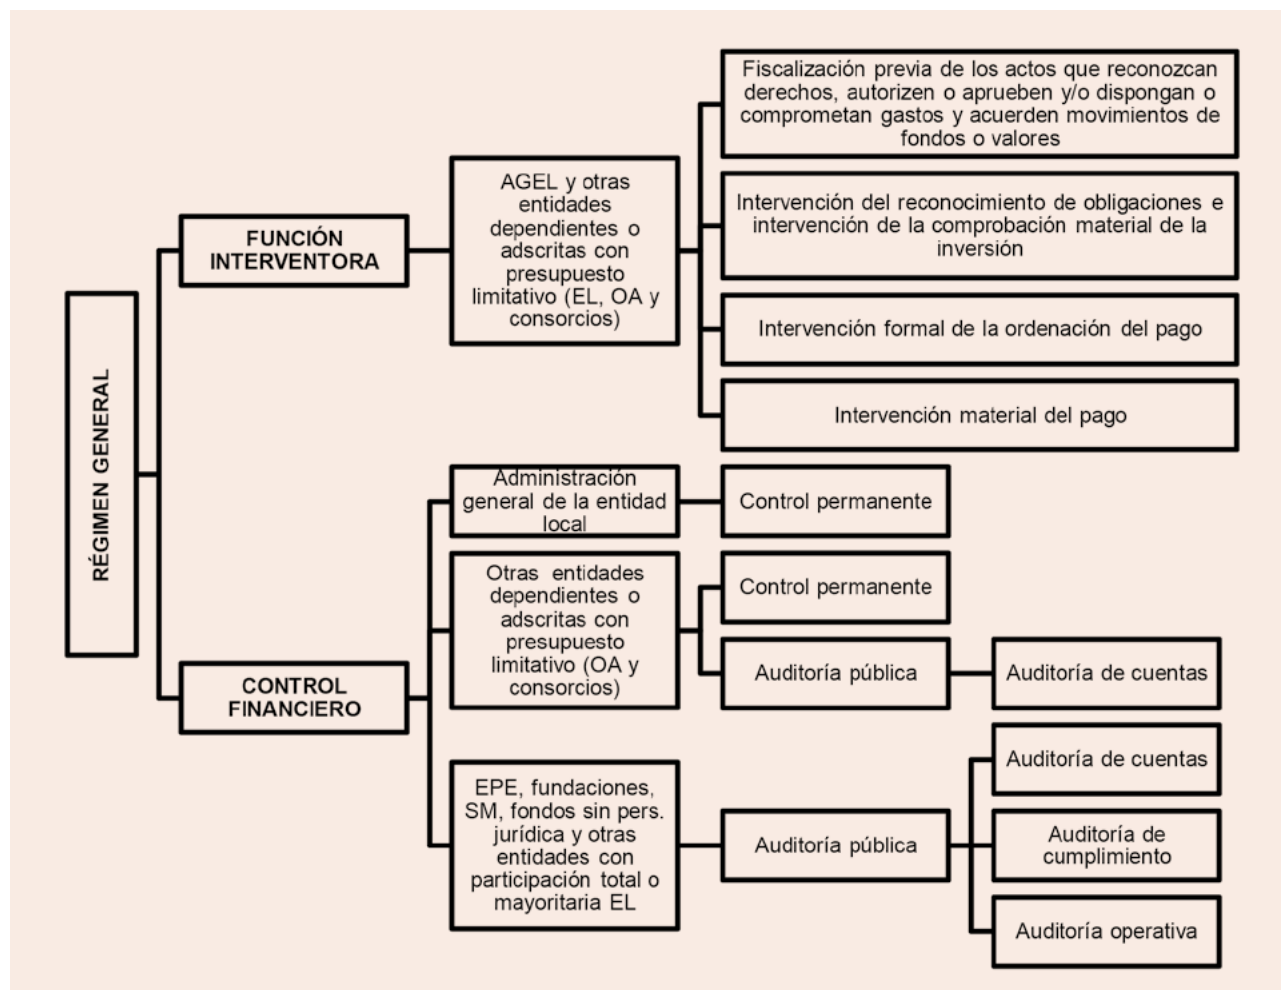 RÉGIMEN GENERAL
FUNCIÓN
INTERVENTORA
AGEL y otras
entidades
dependientes o
adscritas con
presupuesto
limitativo (EL, OA y
consorcios)
Fiscalización previa de los actos que reconozcan
derechos, autorizen o aprueben y/o dispongan o
comprometan gastos y acuerden movimientos de
fondos o valores
Intervención del reconocimiento de obligaciones e
intervención de la comprobación material de la
inversión
Intervención formal de la ordenación del pago
Intervención material del pago
CONTROL
FINANCIERO
Administración
general de la entidad
local
Control permanente
Otras entidades
dependientes o
adscritas con
presupuesto
limitativo (OA y
consorcios)
Control permanente
Auditoría pública
Auditoría de cuentas
EPE, fundaciones,
SM, fondos sin pers.
jurídica y otras
entidades con
participación total o
mayoritaria EL
Auditoría pública
Auditoría de cuentas
Auditoría de
cumplimiento
Auditoría operativa